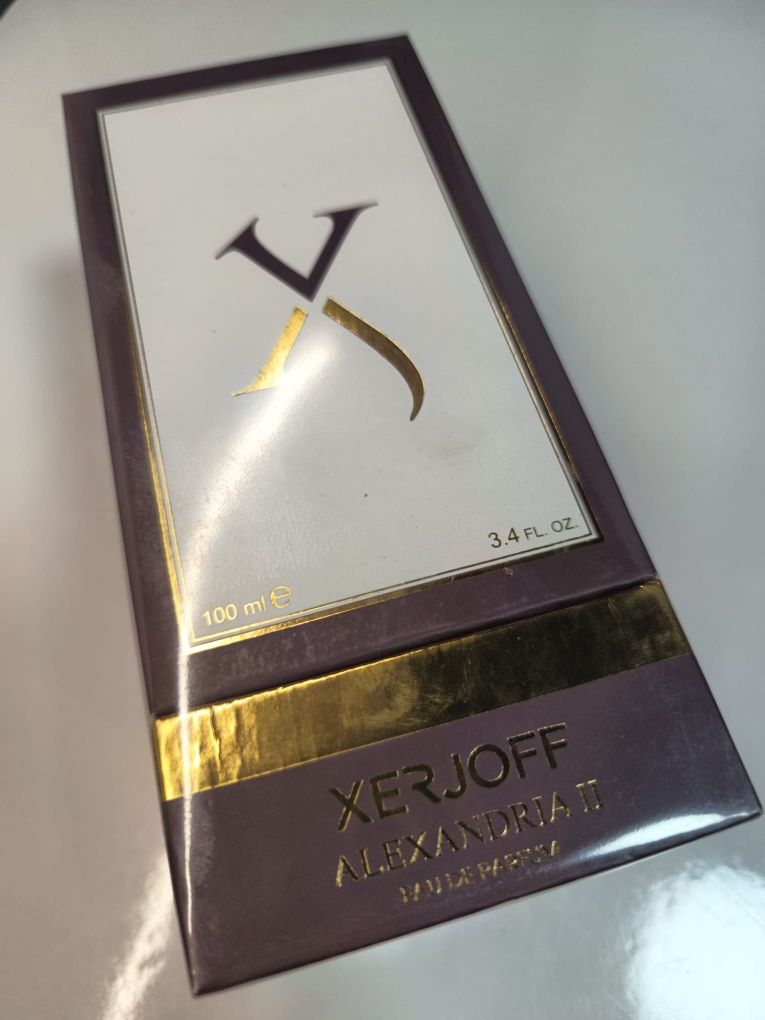 X
100 ml ℮
3.4 FL. OZ.
XERJOFF
ALEXANDRIA II
EAU DE PARFUM